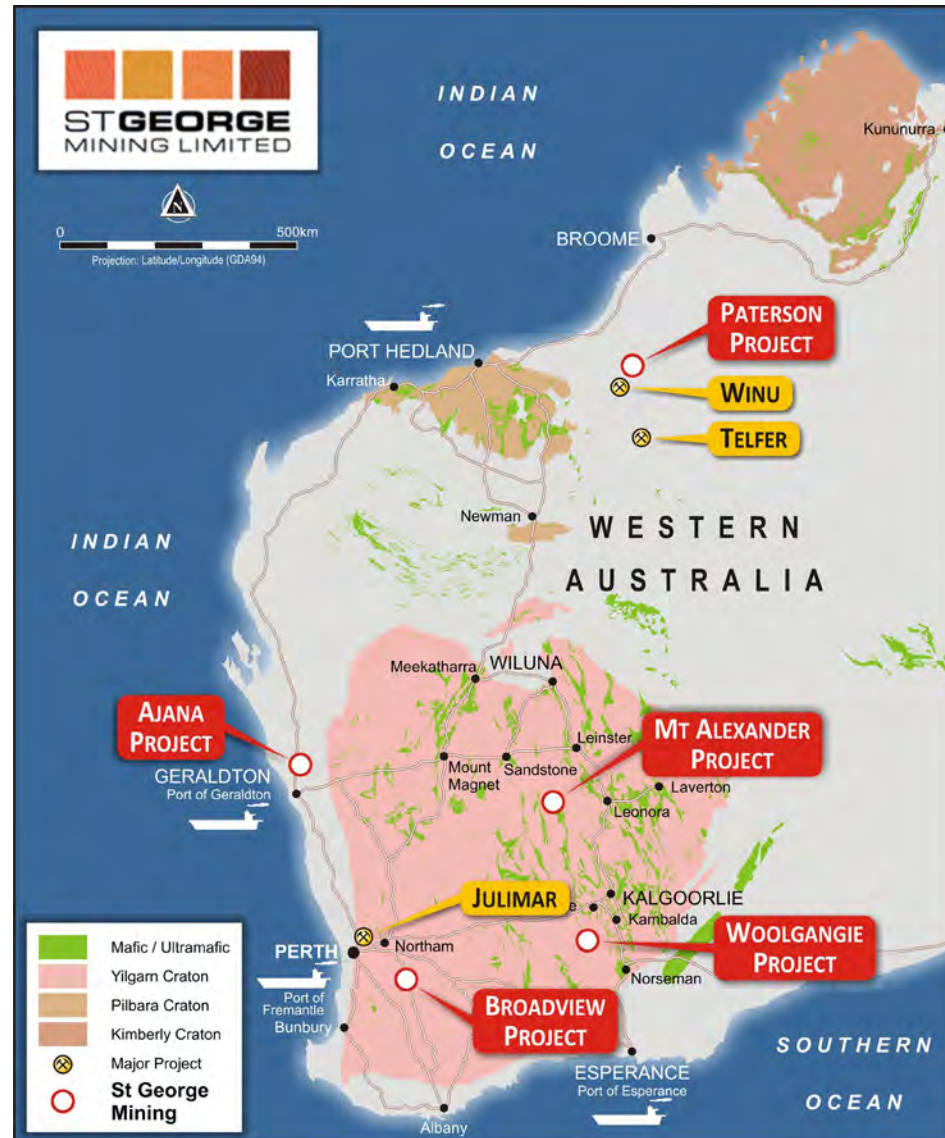 STGEORGE
MINING LIMITED
N
0
500km
Projection: Latitude/Longitude (GDA94)
INDIAN
OCEAN
Kununurra
BROOME
PATERSON
PROJECT
WINU
TELFER
PORT HEDLAND
Karratha
Newman
WESTERN
AUSTRALIA
INDIAN
OCEAN
Meekatharra
WILUNA
AJANA
PROJECT
MT ALEXANDER
PROJECT
Leinster
Mount
Magnet
Sandstone
Laverton
Leonora
GERALDTON
Port of Geraldton
JULIMAR
KALGOORLIE
Kambalda
e
PERTH
Northam
WOOLGANGIE
PROJECT
Norseman
Port of
Fremantle
Bunbury
BROADVIEW
PROJECT
ESPERANCE
Port of Esperance
Albany
SOUTHERN
OCEAN
Mafic / Ultramafic
Yilgarn Craton
Pilbara Craton
Kimberly Craton
Major Project
St George
Mining